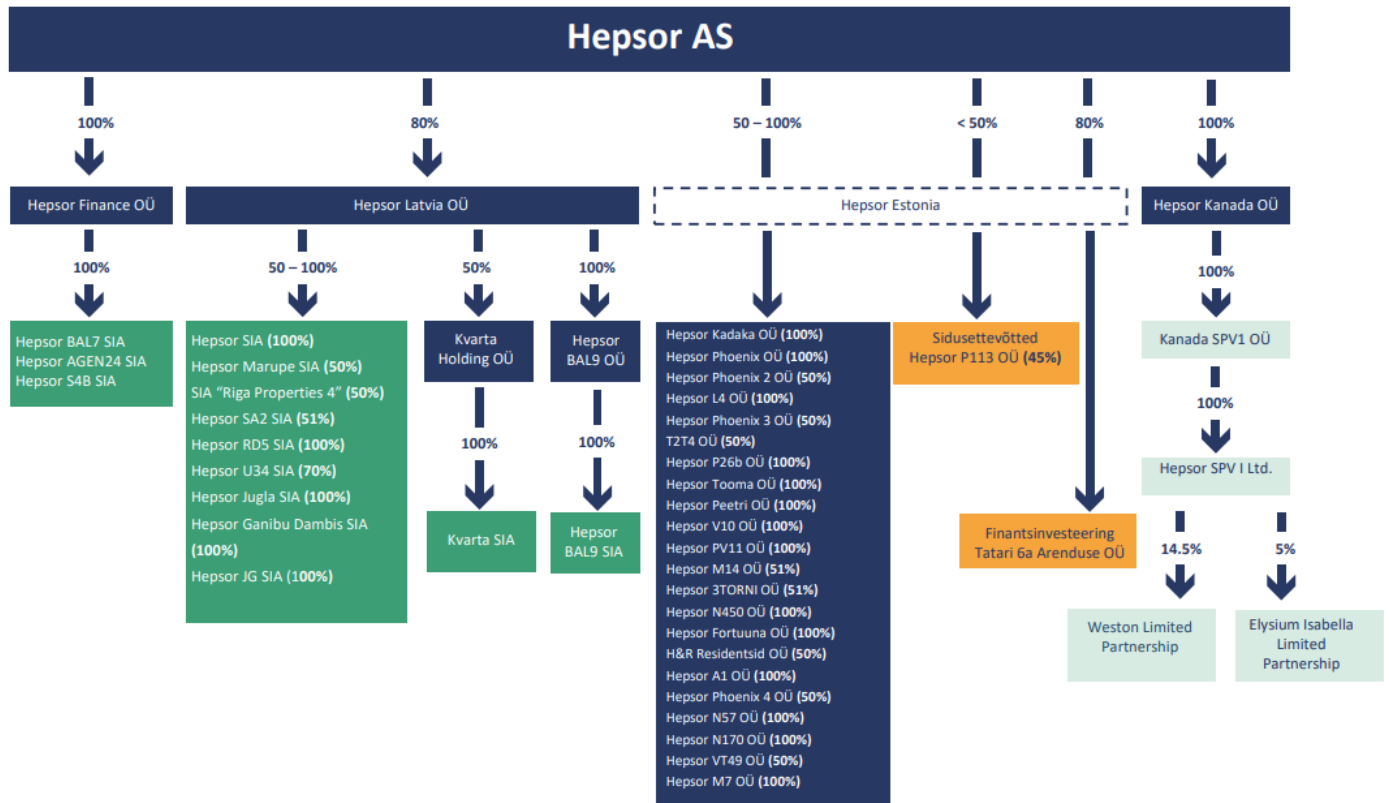 Hepsor AS
100%
80%
50 – 100%
< 50%
80%
100%
Hepsor Finance OÜ
Hepsor Latvia OÜ
Hepsor Estonia
Hepsor Kanada OÜ
100%
50 – 100%
50%
100%
100%
Hepsor BAL7 SIA
Hepsor AGEN24 SIA
Hepsor S4B SIA
Hepsor SIA (100%)
Hepsor Marupe SIA (50%)
SIA “Riga Properties 4” (50%)
Hepsor SA2 SIA (51%)
Hepsor RD5 SIA (100%)
Hepsor U34 SIA (70%)
Hepsor Jugla SIA (100%)
Hepsor Ganibu Dambis SIA
(100%)
Hepsor JG SIA (100%)
Kvarta
Holding OÜ
100%
Kvarta SIA
Hepsor
BAL9 OÜ
100%
Hepsor
BAL9 SIA
Hepsor Kadaka OÜ (100%)
Hepsor Phoenix OÜ (100%)
Hepsor Phoenix 2 OÜ (50%)
Hepsor L4 OÜ (100%)
Hepsor Phoenix 3 OÜ (50%)
T2T4 OÜ (50%)
Hepsor P26b OÜ (100%)
Hepsor Tooma OÜ (100%)
Hepsor Peetri OÜ (100%)
Hepsor V10 OÜ (100%)
Hepsor PV11 OÜ (100%)
Hepsor M14 OÜ (51%)
Hepsor 3TORNI OÜ (51%)
Hepsor N450 OÜ (100%)
Hepsor Fortuuna OÜ (100%)
H&R Residentsid OÜ (50%)
Hepsor A1 OÜ (100%)
Hepsor Phoenix 4 OÜ (50%)
Hepsor N57 OÜ (100%)
Hepsor N170 OÜ (100%)
Hepsor VT49 OÜ (50%)
Hepsor M7 OÜ (100%)
Sidusettevõtted
Hepsor P113 OÜ (45%)
Finantsinvesteering
Tatari 6a Arenduse OÜ
Kanada SPV1 OÜ
100%
Hepsor SPV I Ltd.
14.5%
5%
Weston Limited
Partnership
Elysium Isabella
Limited
Partnership